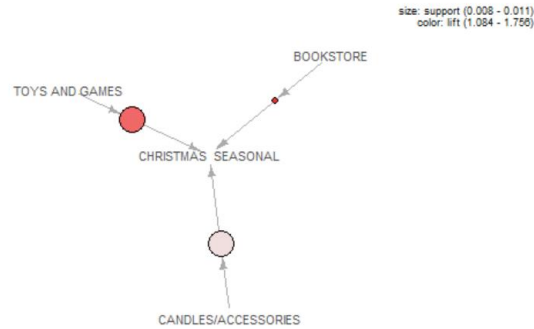 size: support (0.008 - 0.011)
color: lift (1.084 - 1.756)
BOOKSTORE
TOYS AND GAMES
CHRISTMAS SEASONAL
CANDLES/ACCESSORIES